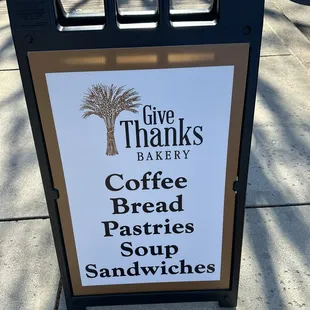 Give
Thanks
BAKERY
Coffee
Bread
Pastries
Soup
Sandwiches